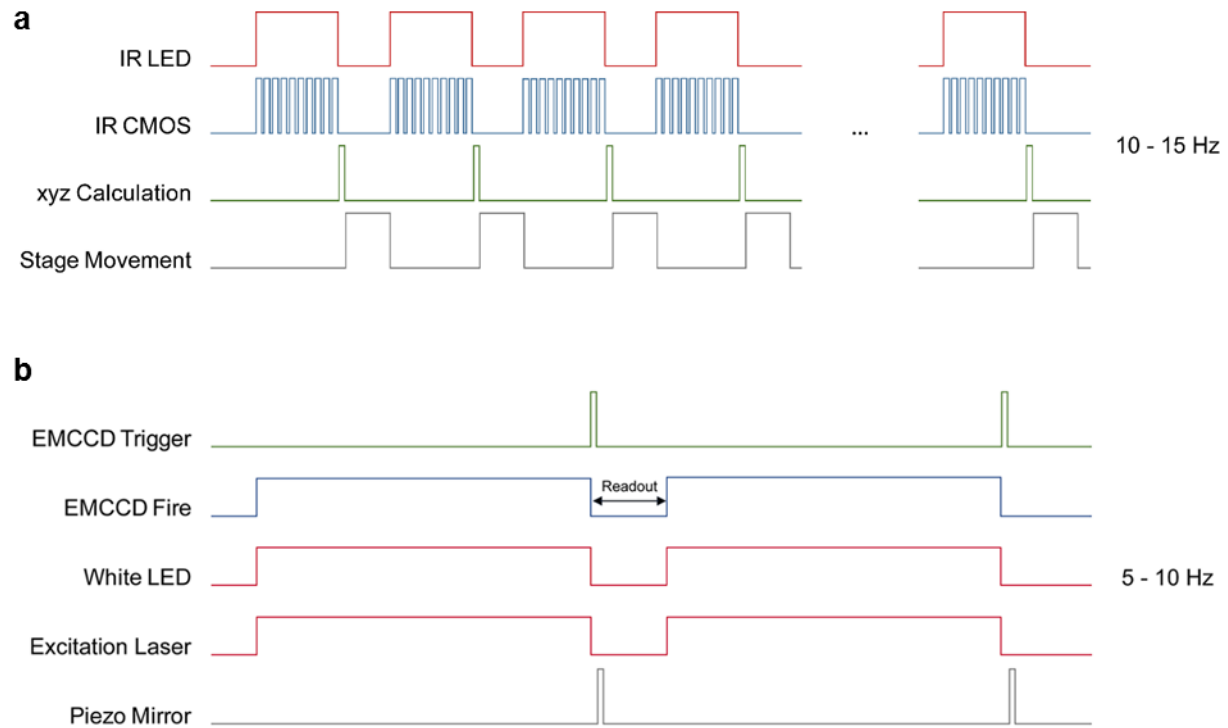 a
IR LED
IR CMOS
...
10 - 15 Hz
xyz Calculation
Stage Movement
b
EMCCD Trigger
EMCCD Fire
Readout
White LED
5 - 10 Hz
Excitation Laser
Piezo Mirror